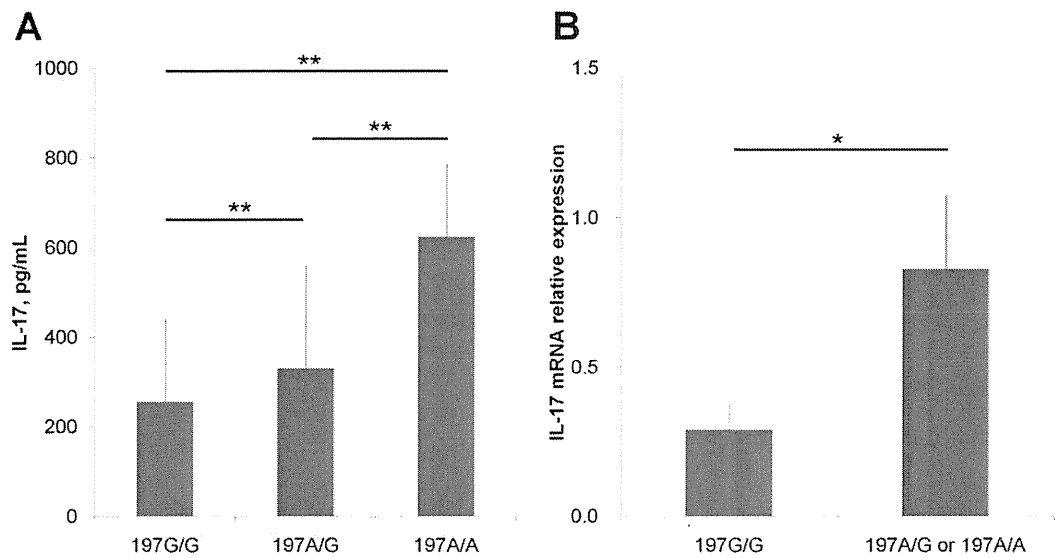 A
1000
800
600
400
200
0
IL-17, pg/mL
**
**
**
197G/G
197A/G
197A/A
B
1.5
1.0
0.5
0.0
IL-17 mRNA relative expression
*
197G/G
197A/G or 197A/A